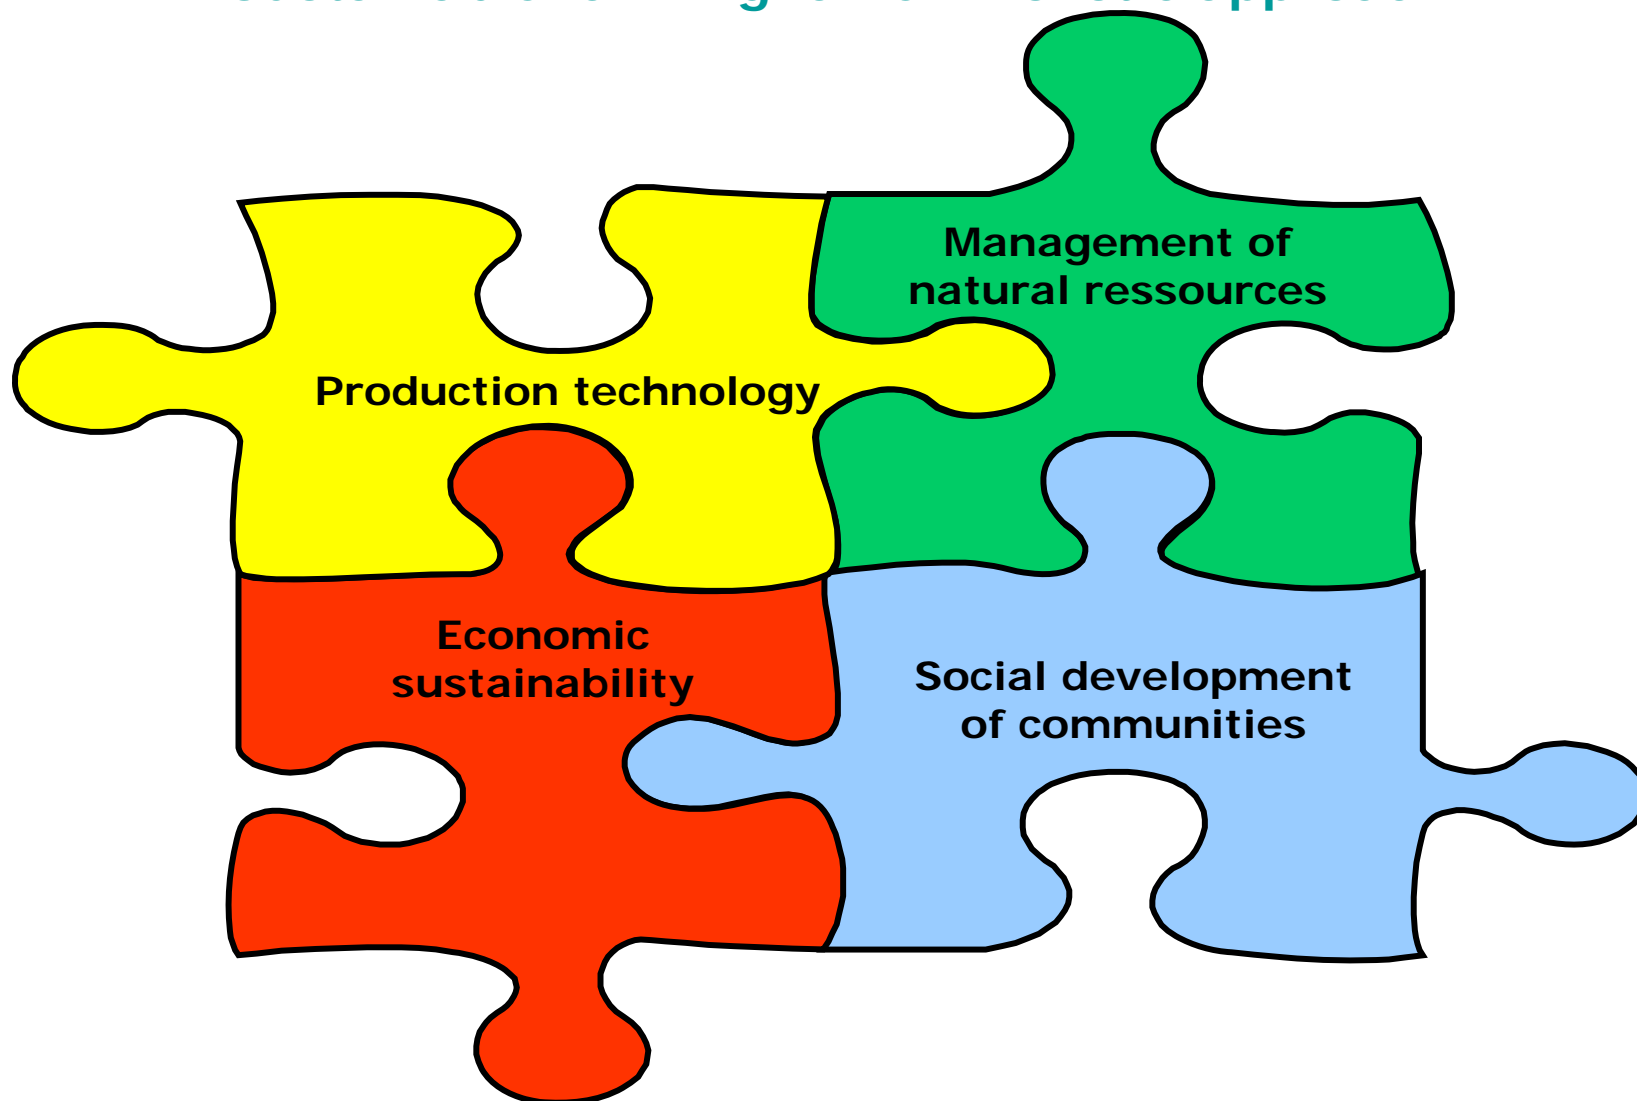 Management of
natural ressources
Production technology
Economic
sustainability
Social development
of communities